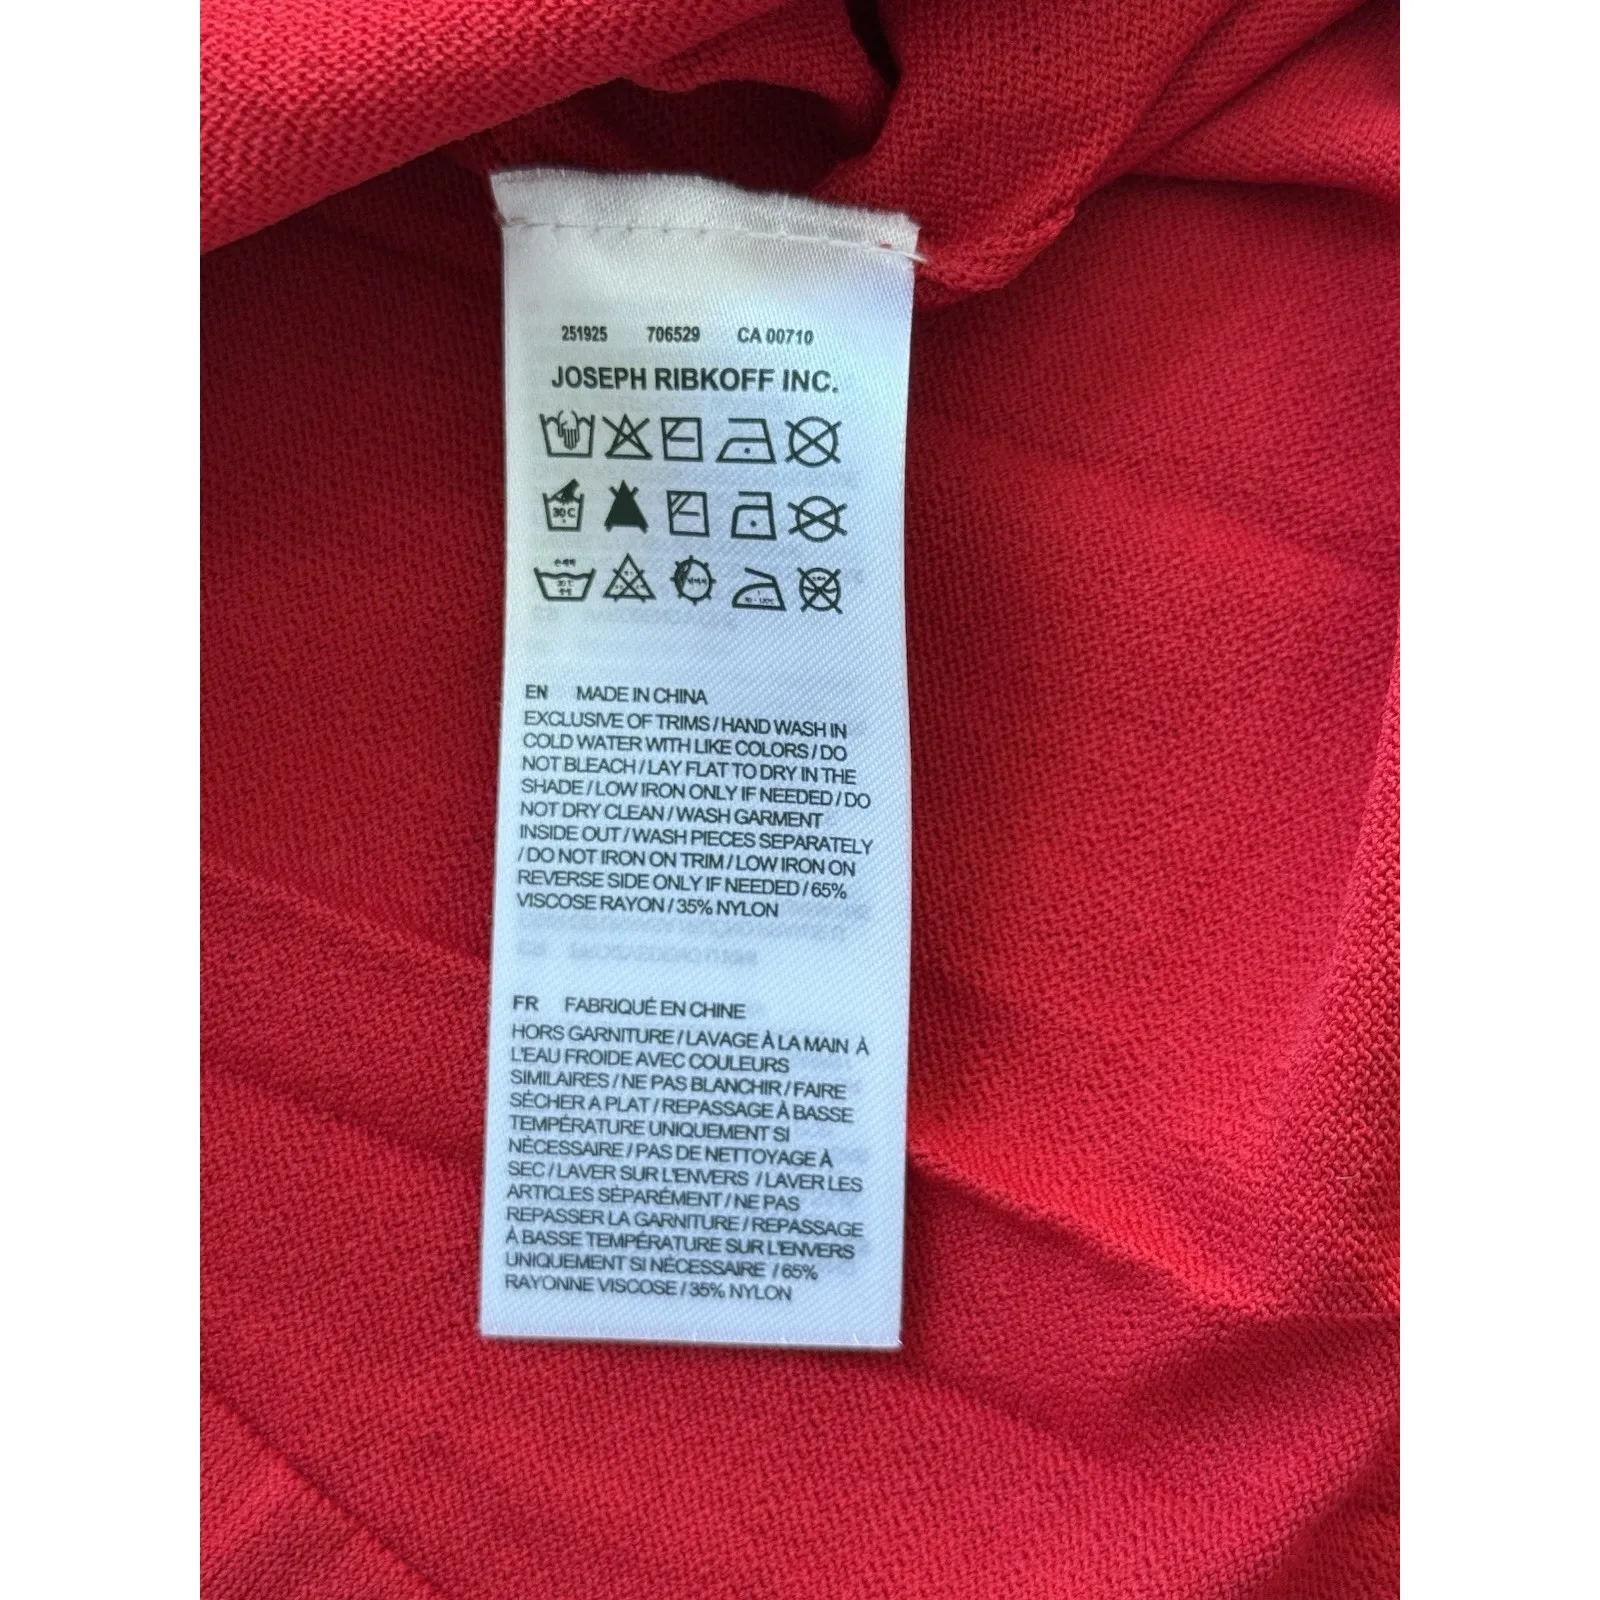 251925 706529 CA 00710
JOSEPH RIBKOFF INC.
30 C
EN MADE IN CHINA
EXCLUSIVE OF TRIMS / HAND WASH IN
COLD WATER WITH LIKE COLORS / DO
NOT BLEACH / LAY FLAT TO DRY IN THE
SHADE / LOW IRON ONLY IF NEEDED / DO
NOT DRY CLEAN / WASH GARMENT
INSIDE OUT / WASH PIECES SEPARATELY
/ DO NOT IRON ON TRIM / LOW IRON ON
REVERSE SIDE ONLY IF NEEDED / 65%
VISCOSE RAYON / 35% NYLON
FR FABRIQUÉ EN CHINE
HORS GARNITURE / LAVAGE À LA MAIN À
L'EAU FROIDE AVEC COULEURS
SIMILAIRES / NE PAS BLANCHIR / FAIRE
SÉCHER A PLAT / REPASSAGE À BASSE
TEMPÉRATURE UNIQUEMENT SI
NÉCESSAIRE / PAS DE NETTOYAGE À
SEC / LAVER SUR L'ENVERS / LAVER LES
ARTICLES SÉPARÉMENT / NE PAS
REPASSER LA GARNITURE / REPASSAGE
À BASSE TEMPÉRATURE SUR L'ENVERS
UNIQUEMENT SI NÉCESSAIRE / 65%
RAYONNE VISCOSE / 35% NYLON